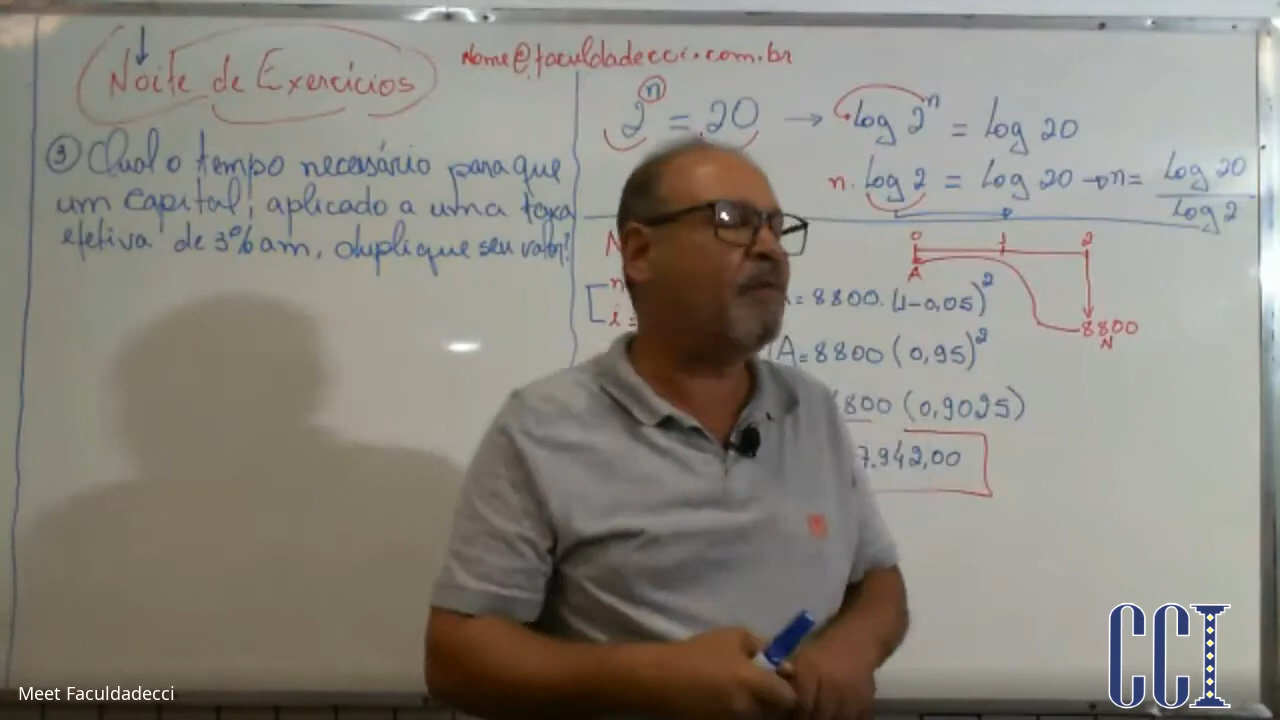 Noite de Exercícios
Nome@faculdadecci.com.br
③ Qual o tempo necessário para que
um capital, aplicado a uma taxa
efetiva de 3% am, duplique seu valor?
2^n = 20 → log 2^n = log 20
n. log 2 = log 20 → n = log 20 / log 2
N
n
i =
0 1 2
A
8800
N
A = 8800. (1-0,05)^2
A = 8800 (0,95)^2
800 (0,9025)
7.942,00
Meet Faculdadecci
CCI